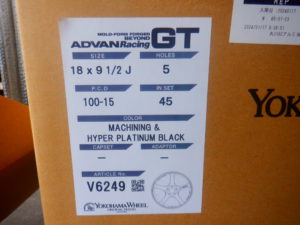 MOLD-FORM FORGED
BEYOND
ADVAN Racing GT
SIZE
HOLES
18 x 9 1/2 J
5
P.C.D
IN SET
100-15
45
COLOR
MACHINING &
HYPER PLATINUM BLACK
CAPSET
ADAPTOR
—
—
ARTICLE No.
V6249
YOKOHAMA WHEEL
YOK